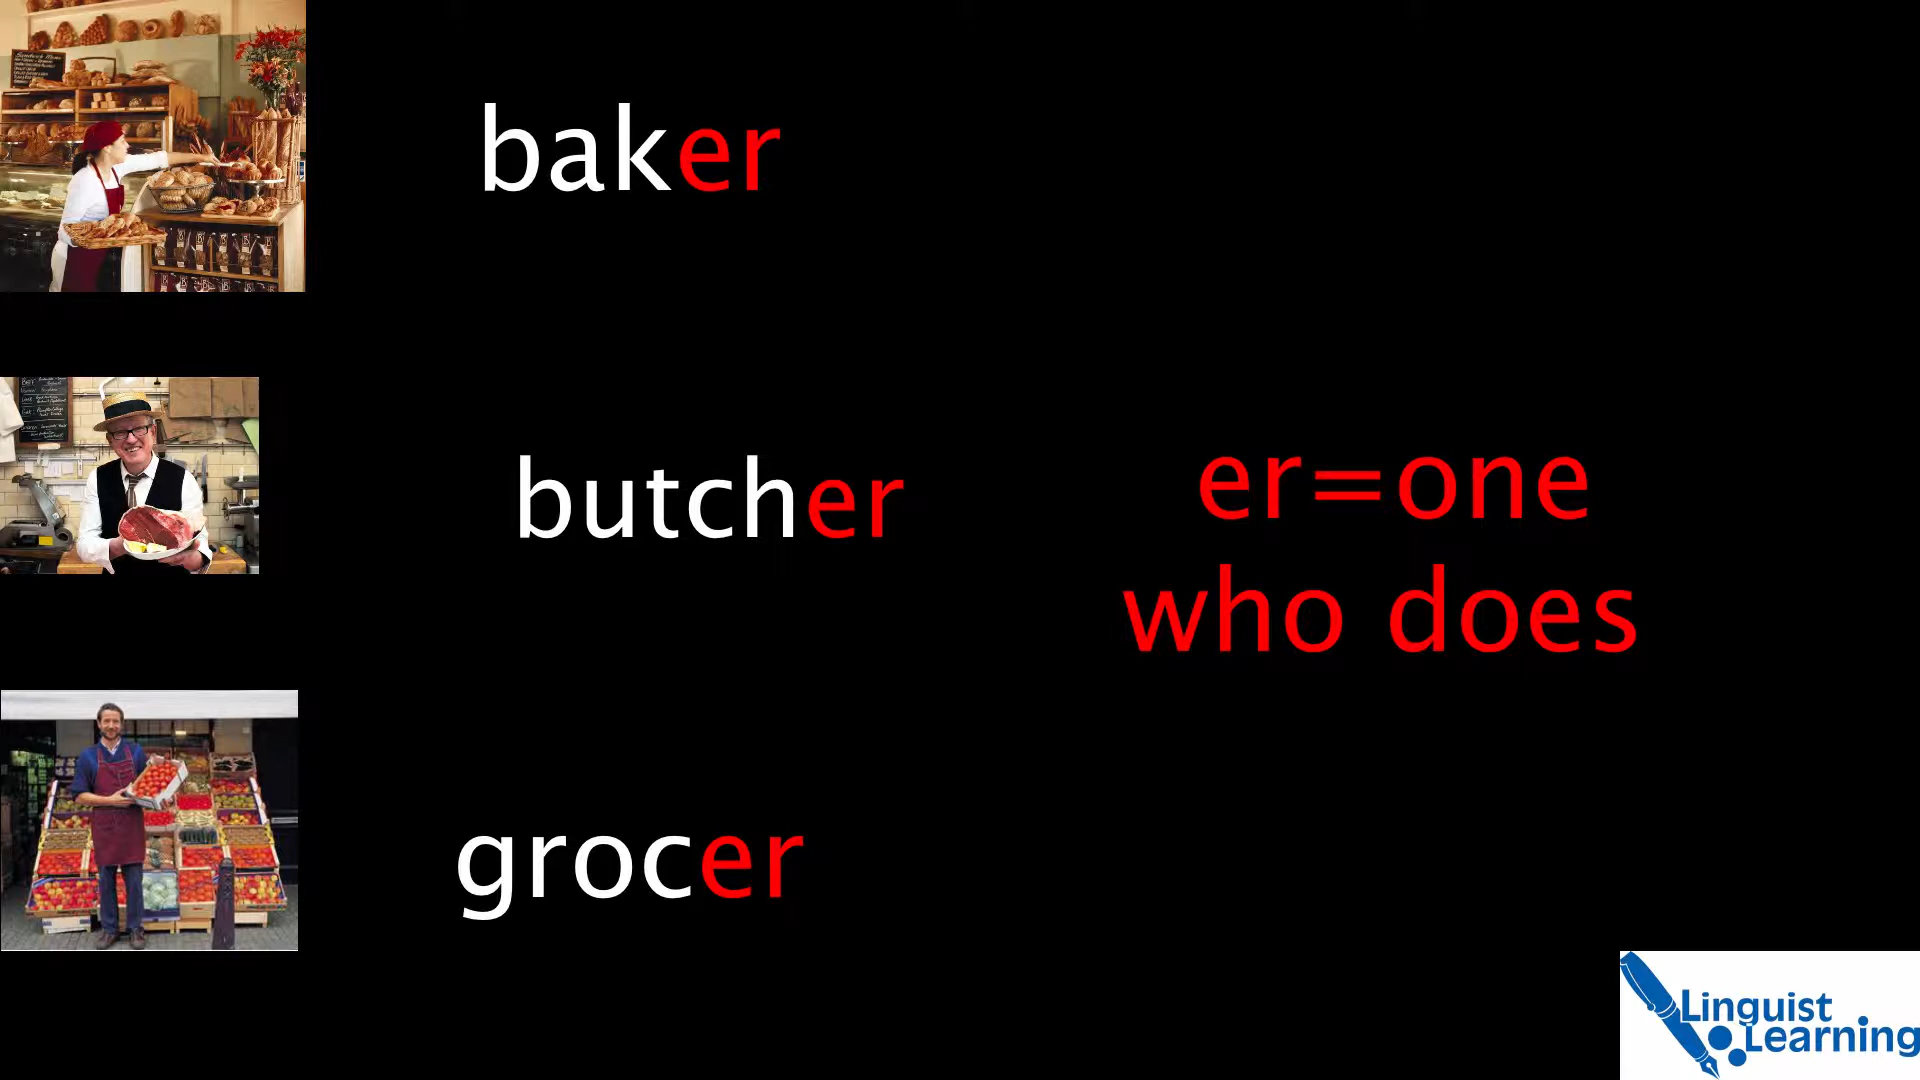 baker
butcher
er=one
who does
grocer
Linguist
Learning